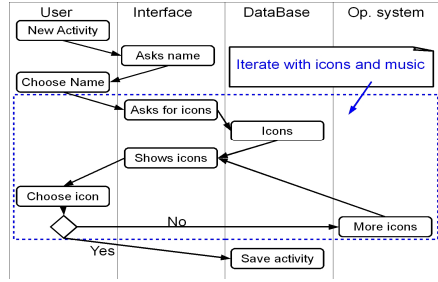 User Interface DataBase Op. system
New Activity
Asks name
Iterate with icons and music
Choose Name
Asks for icons
Icons
Shows icons
Choose icon
No
More icons
Yes
Save activity